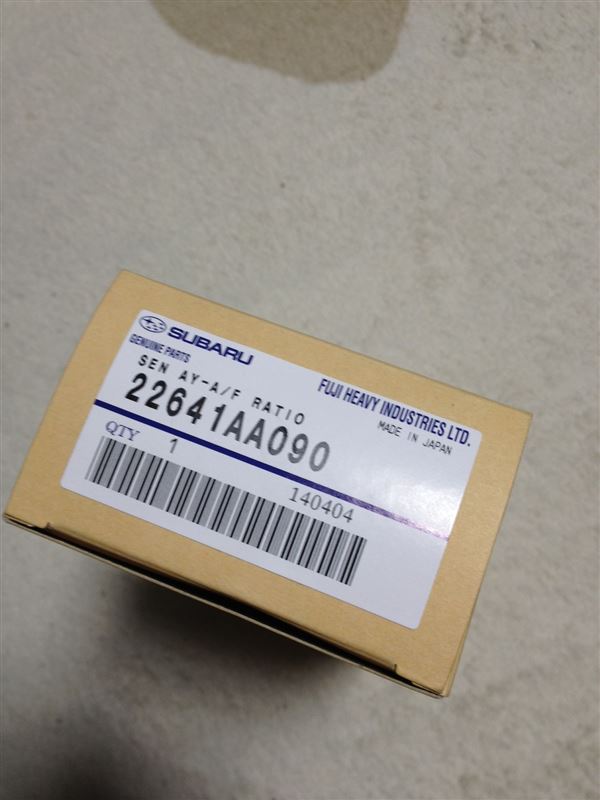 SUBARU
GENUINE PARTS
FUJI HEAVY INDUSTRIES LTD.
MADE IN JAPAN
SEN AY-A/F RATIO
22641AA090
QTY 1
140404